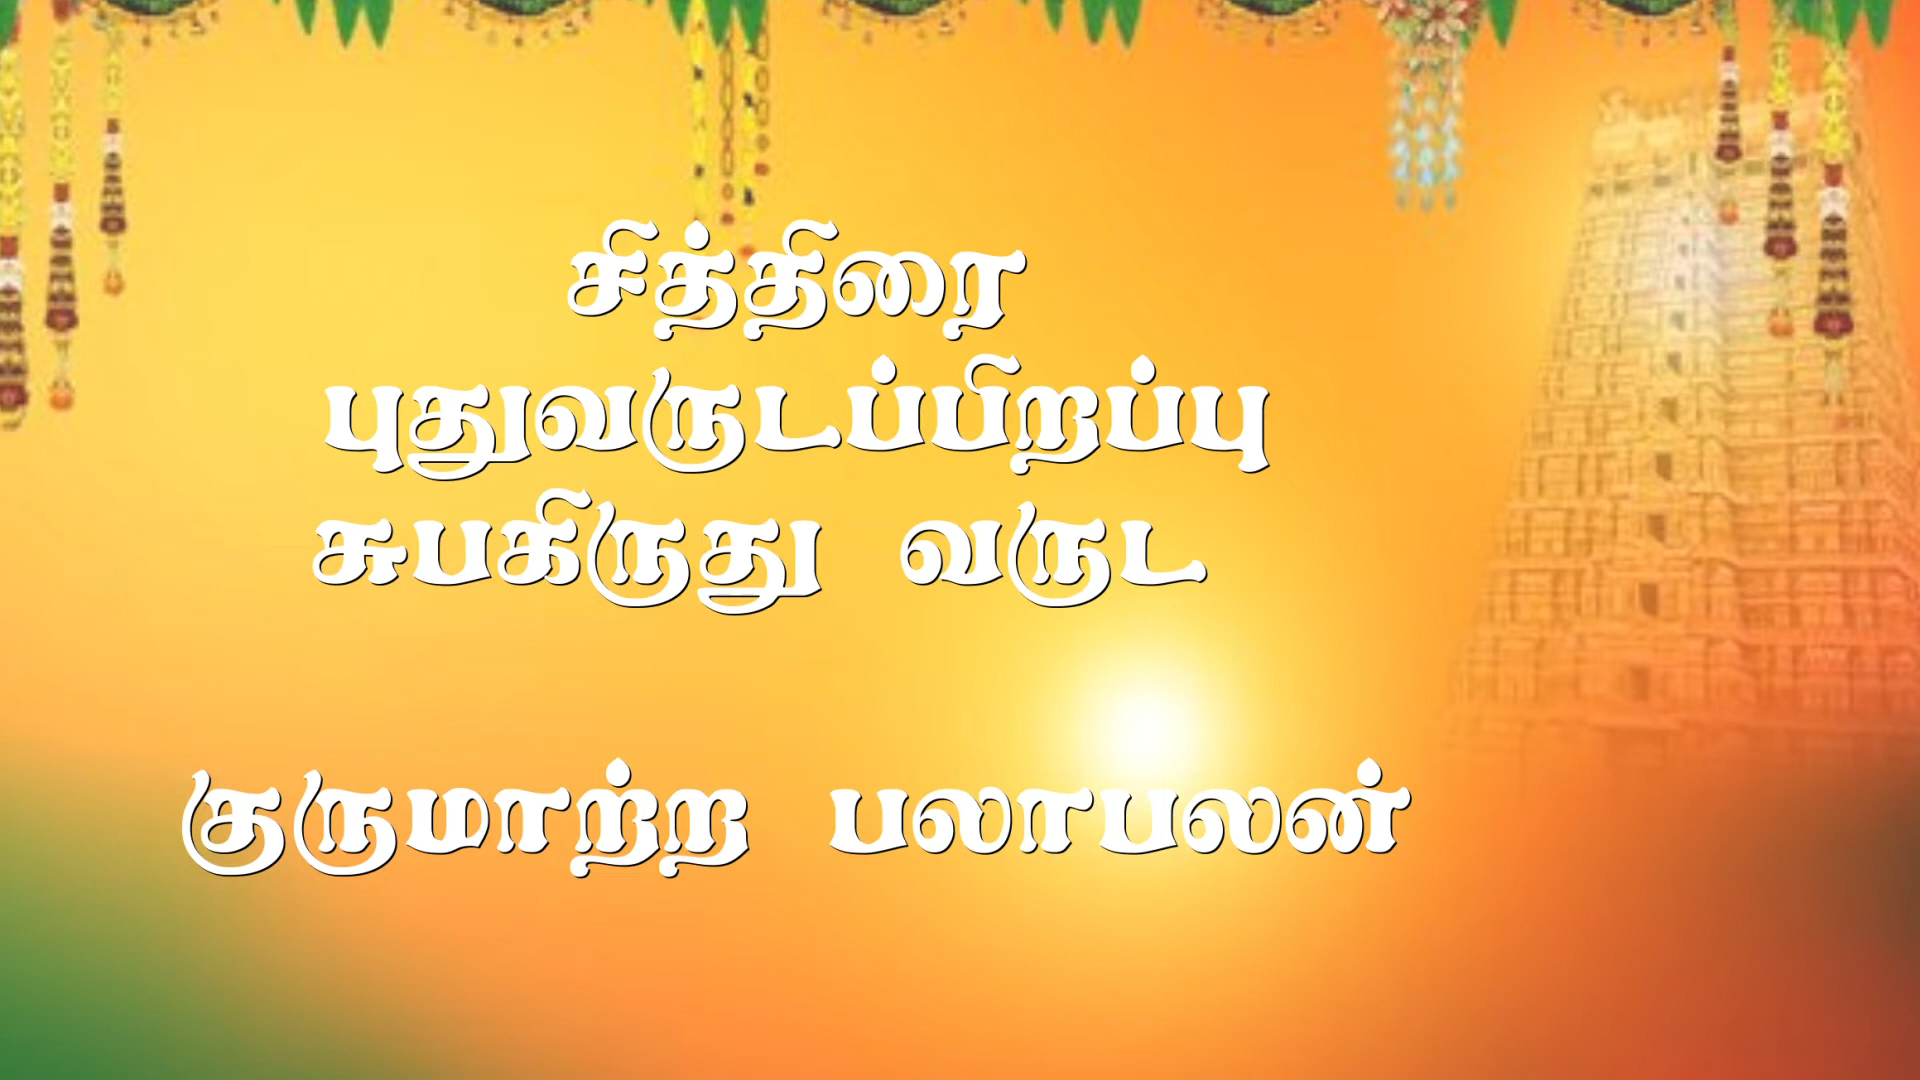 சித்திரை
புதுவருடப்பிறப்பு
சுபகிருது வருட
குருமாற்ற பலாபலன்